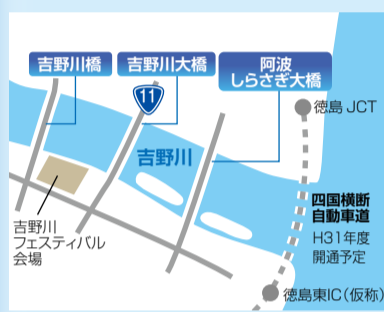 吉野川橋
吉野川大橋
阿波
しらさぎ大橋
11
徳島JCT
吉野川
四国横断
自動車道
H31年度
開通予定
吉野川
フェスティバル
会場
徳島東IC(仮称)